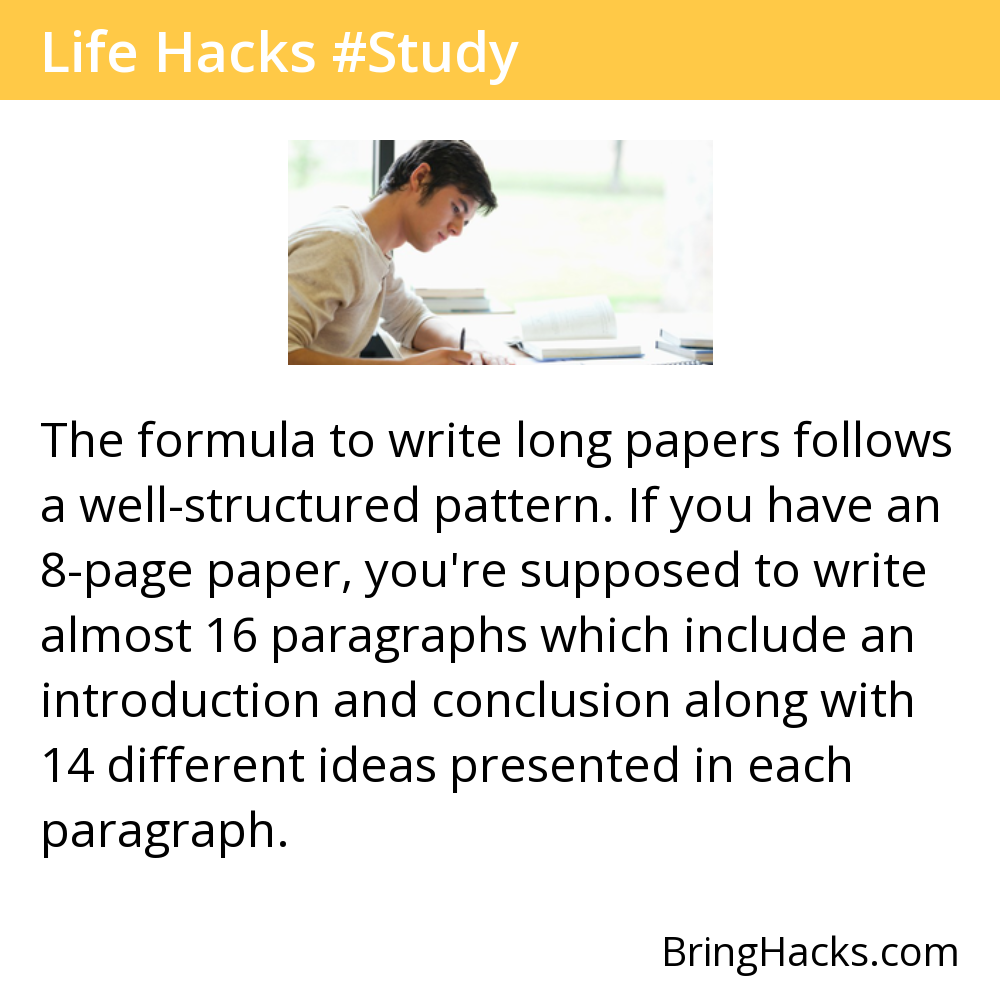 Life Hacks #Study
The formula to write long papers follows
a well-structured pattern. If you have an
8-page paper, you're supposed to write
almost 16 paragraphs which include an
introduction and conclusion along with
14 different ideas presented in each
paragraph.
BringHacks.com